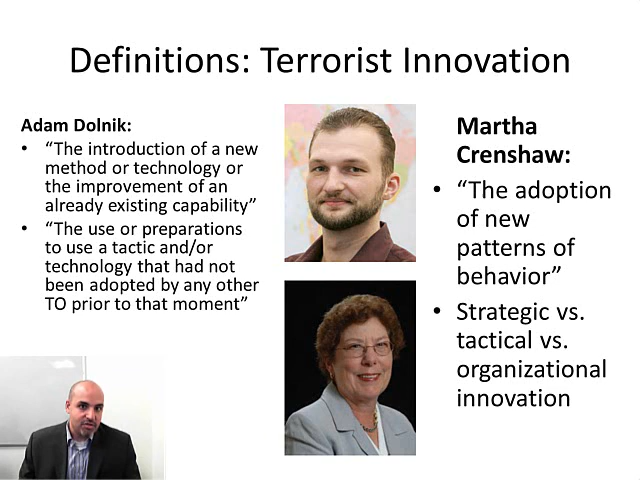 Definitions: Terrorist Innovation
Adam Dolnik:
• “The introduction of a new
method or technology or
the improvement of an
already existing capability”
• “The use or preparations
to use a tactic and/or
technology that had not
been adopted by any other
TO prior to that moment”
Martha
Crenshaw:
• “The adoption
of new
patterns of
behavior”
• Strategic vs.
tactical vs.
organizational
innovation